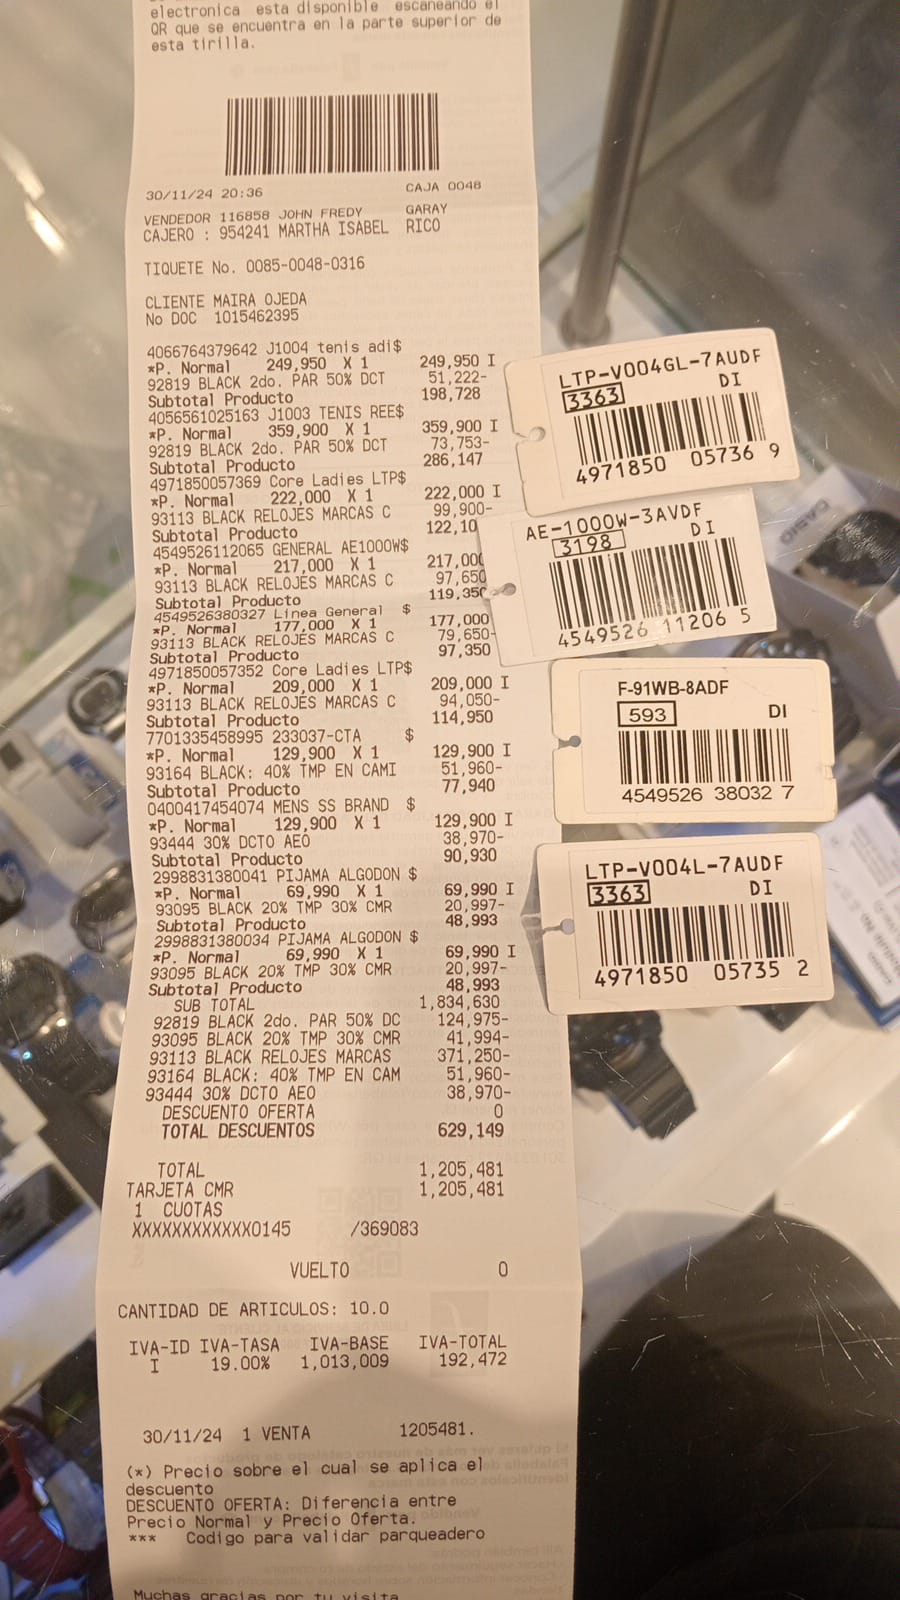 electronica esta disponible escaneando el
QR que se encuentra en la parte superior de
esta tirilla.
30/11/24 20:36 CAJA 0048
VENDEDOR 116858 JOHN FREDY GARAY
CAJERO : 954241 MARTHA ISABEL RICO
TIQUETE No. 0085-0048-0316
CLIENTE MAIRA OJEDA
No DOC 1015462395
4066764379642 J1004 tenis adi$
*P. Normal 249,950 X 1 249,950 I
92819 BLACK 2do. PAR 50% DCT 51,222-
Subtotal Producto 198,728
4056561025163 J1003 TENIS REE$
*P. Normal 359,900 X 1 359,900 I
92819 BLACK 2do. PAR 50% DCT 73,753-
Subtotal Producto 286,147
4971850057369 Core Ladies LTP$
*P. Normal 222,000 X 1 222,000 I
93113 BLACK RELOJES MARCAS C 99,900-
Subtotal Producto 122,10
4549526112065 GENERAL AE1000W$
*P. Normal 217,000 X 1 217,000
93113 BLACK RELOJES MARCAS C 97,650
Subtotal Producto 119,350
4549526380327 Linea General $
*P. Normal 177,000 X 1 177,000
93113 BLACK RELOJES MARCAS C 79,650-
Subtotal Producto 97,350
4971850057352 Core Ladies LTP$
*P. Normal 209,000 X 1 209,000 I
93113 BLACK RELOJES MARCAS C 94,050-
Subtotal Producto 114,950
7701335458995 233037-CTA $
*P. Normal 129,900 X 1 129,900 I
93164 BLACK: 40% TMP EN CAMI 51,960-
Subtotal Producto 77,940
0400417454074 MENS SS BRAND $
*P. Normal 129,900 X 1 129,900 I
93444 30% DCTO AEO 38,970-
Subtotal Producto 90,930
2998831380041 PIJAMA ALGODON $
*P. Normal 69,990 X 1 69,990 I
93095 BLACK 20% TMP 30% CMR 20,997-
Subtotal Producto 48,993
2998831380034 PIJAMA ALGODON $
*P. Normal 69,990 X 1 69,990 I
93095 BLACK 20% TMP 30% CMR 20,997-
Subtotal Producto 48,993
SUB TOTAL 1,834,630
92819 BLACK 2do. PAR 50% DC 124,975-
93095 BLACK 20% TMP 30% CMR 41,994-
93113 BLACK RELOJES MARCAS 371,250-
93164 BLACK: 40% TMP EN CAM 51,960-
93444 30% DCTO AEO 38,970-
DESCUENTO OFERTA 0
TOTAL DESCUENTOS 629,149
TOTAL 1,205,481
TARJETA CMR 1,205,481
1 CUOTAS
XXXXXXXXXXXX0145 /369083
VUELTO 0
CANTIDAD DE ARTICULOS: 10.0
IVA-ID IVA-TASA IVA-BASE IVA-TOTAL
I 19.00% 1,013,009 192,472
30/11/24 1 VENTA 1205481.
(*) Precio sobre el cual se aplica el
descuento
DESCUENTO OFERTA: Diferencia entre
Precio Normal y Precio Oferta.
*** Codigo para validar parqueadero
Muchas gracias por tu visita
LTP-V004GL-7AUDF
3363 DI
4971850 05736 9
AE-1000W-3AVDF
3198 DI
4549526 11206 5
F-91WB-8ADF
593 DI
4549526 38032 7
LTP-V004L-7AUDF
3363 DI
4971850 05735 2
CASIO